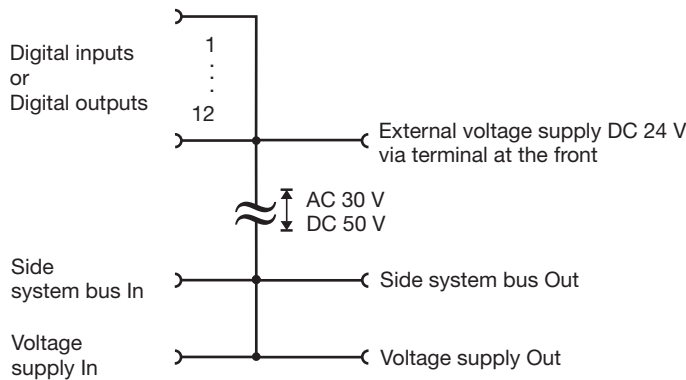 Digital inputs
or
Digital outputs
1
.
.
.
.
12
External voltage supply DC 24 V
via terminal at the front
AC 30 V
DC 50 V
Side
system bus In
Side system bus Out
Voltage
supply In
Voltage supply Out